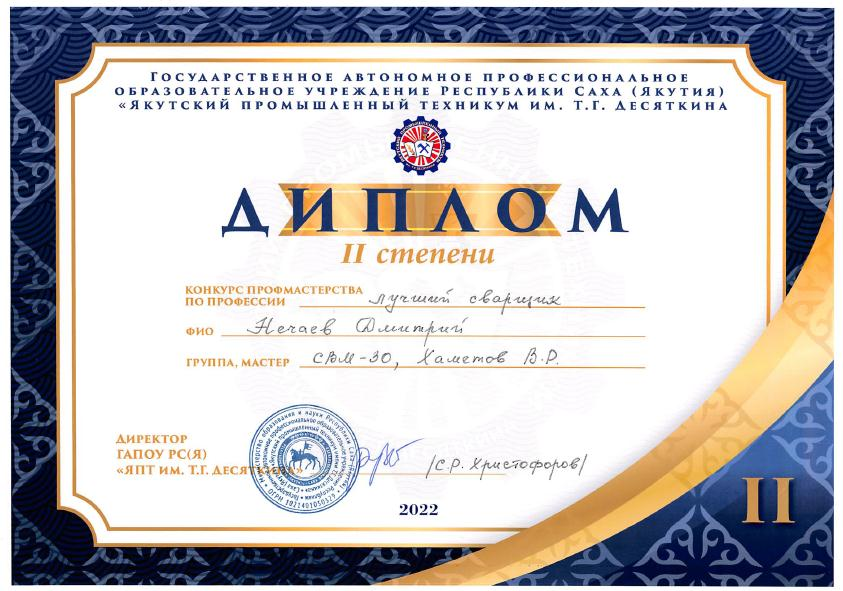 Государственное автономное профессиональное
образовательное учреждение Республики Саха (Якутия)
«Якутский промышленный техникум им. Т.Г. Десяткина
ДИПЛОМ
II степени
КОНКУРС ПРОФМАСТЕРСТВА
ПО ПРОФЕССИИ лучший сварщик
ФИО Нечаев Дмитрий
ГРУППА, МАСТЕР СВМ-30, Хаметов В.Р.
ДИРЕКТОР
ГАПОУ РС(Я)
«ЯПТ ИМ. Т.Г. ДЕСЯТКИНА»
/С.Р. Христофоров/
2022
II